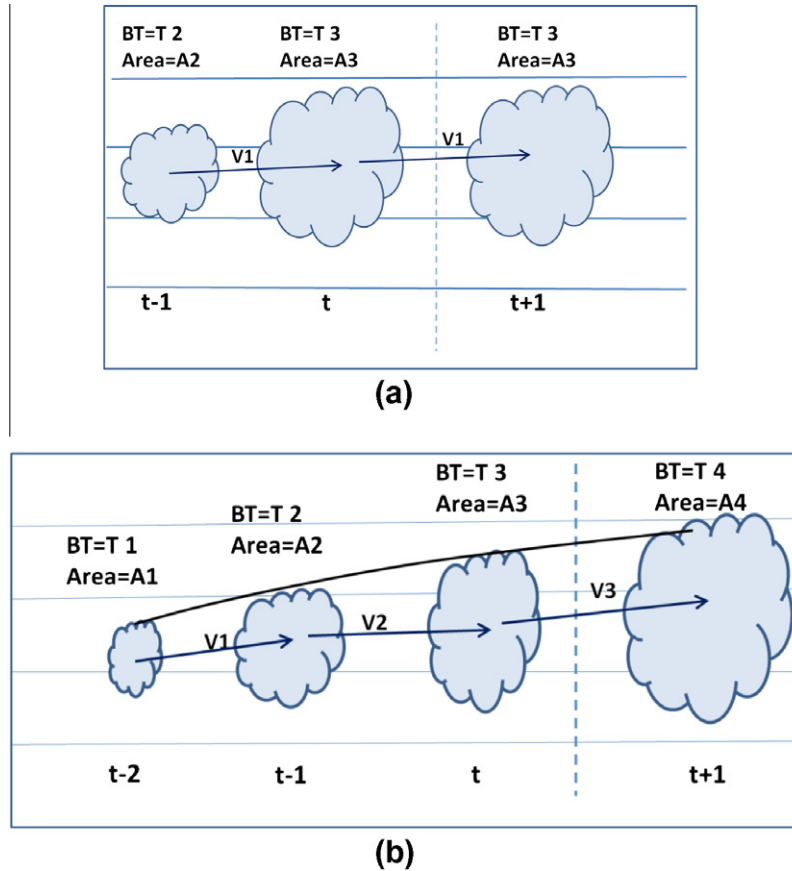 BT=T 2 BT=T 3 BT=T 3
Area=A2 Area=A3 Area=A3
V1 V1
t-1 t t+1
(a)
BT=T 3 BT=T 4
Area=A3 Area=A4
BT=T 2
Area=A2
BT=T 1
Area=A1
V1 V2 V3
t-2 t-1 t t+1
(b)